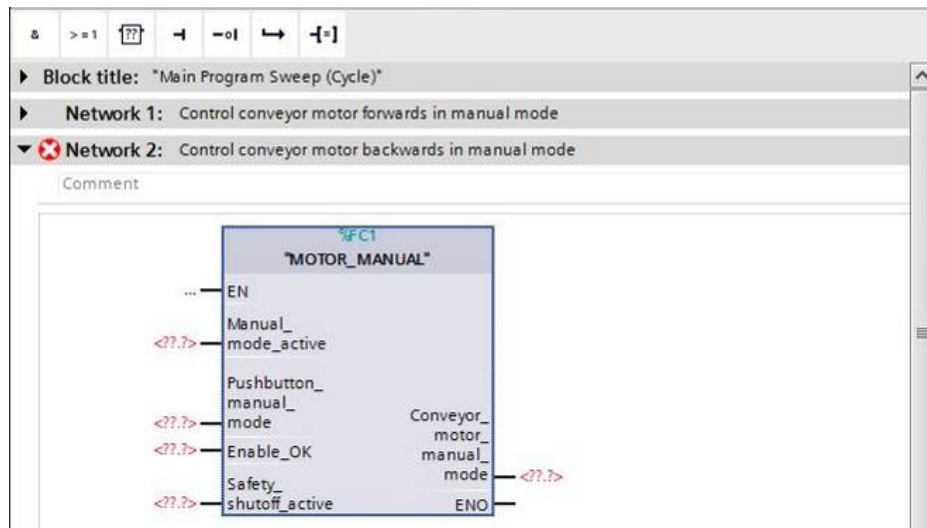 & >=1 ?? ⊣ -o| ↦ -[=]
Block title: "Main Program Sweep (Cycle)"
Network 1: Control conveyor motor forwards in manual mode
Network 2: Control conveyor motor backwards in manual mode
Comment
%FC1
"MOTOR_MANUAL"
... EN
Manual_
<??.?> mode_active
Pushbutton_
manual_
<??.?> mode
<??.?> Enable_OK
Safety_
<??.?> shutoff_active
Conveyor_
motor_
manual_
mode <??.?>
ENO